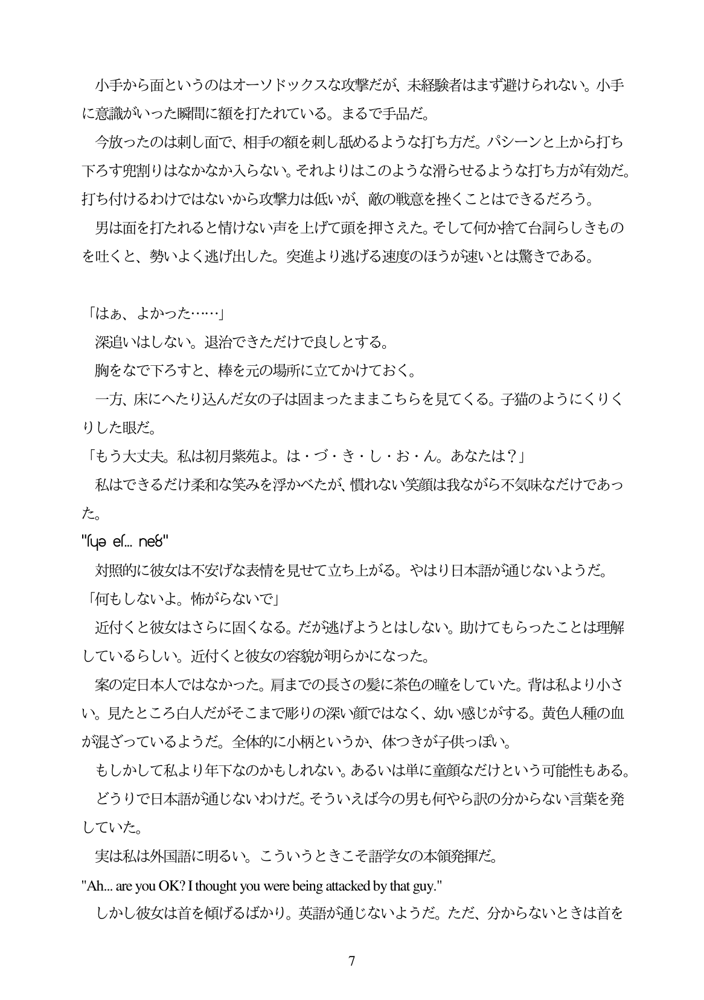 小手から面というのはオーソドックスな攻撃だが、未経験者はまず避けられない。小手
に意識がいった瞬間に額を打たれている。まるで手品だ。
今放ったのは刺し面で、相手の額を刺し舐めるような打ち方だ。パシーンと上から打ち
下ろす兜割りはなかなか入らない。それよりはこのような滑らせるような打ち方が有効だ。
打ち付けるわけではないから攻撃力は低いが、敵の戦意を挫くことはできるだろう。
男は面を打たれると情けない声を上げて頭を押さえた。そして何か捨て台詞らしきもの
を吐くと、勢いよく逃げ出した。突進より逃げる速度のほうが速いとは驚きである。
「はぁ、よかった……」
深追いはしない。退治できただけで良しとする。
胸をなで下ろすと、棒を元の場所に立てかけておく。
一方、床にへたり込んだ女の子は固まったままこちらを見てくる。子猫のようにくりく
りした眼だ。
「もう大丈夫。私は初月紫苑よ。は・づ・き・し・お・ん。あなたは？」
私はできるだけ柔和な笑みを浮かべたが、慣れない笑顔は我ながら不気味なだけであっ
た。
対照的に彼女は不安げな表情を見せて立ち上がる。やはり日本語が通じないようだ。
「何もしないよ。怖がらないで」
近付くと彼女はさらに固くなる。だが逃げようとはしない。助けてもらったことは理解
しているらしい。近付くと彼女の容貌が明らかになった。
案の定日本人ではなかった。肩までの長さの髪に茶色の瞳をしていた。背は私より小さ
い。見たところ白人だがそこまで彫りの深い顔ではなく、幼い感じがする。黄色人種の血
が混ざっているようだ。全体的に小柄というか、体つきが子供っぽい。
もしかして私より年下なのかもしれない。あるいは単に童顔なだけという可能性もある。
どうりで日本語が通じないわけだ。そういえば今の男も何やら訳の分からない言葉を発
していた。
実は私は外国語に明るい。こういうときこそ語学女の本領発揮だ。
"Ah... are you OK? I thought you were being attacked by that guy."
しかし彼女は首を傾げるばかり。英語が通じないようだ。ただ、分からないときは首を
7